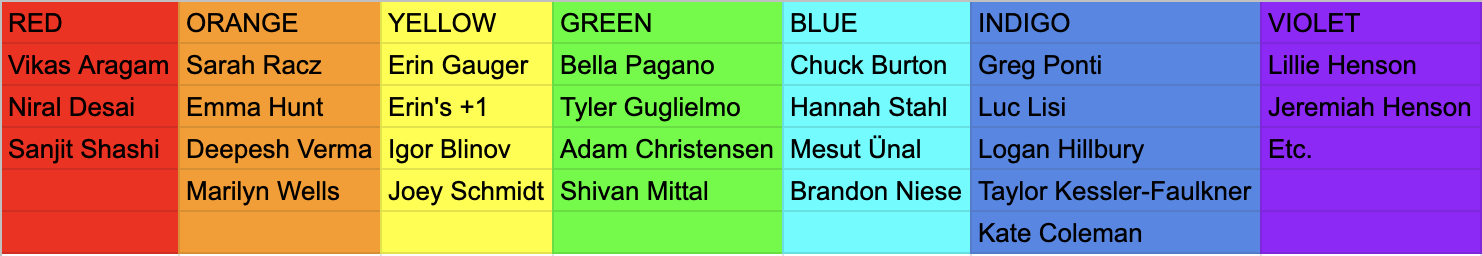 RED ORANGE YELLOW GREEN BLUE INDIGO VIOLET
Vikas Aragam Sarah Racz Erin Gauger Bella Pagano Chuck Burton Greg Ponti Lillie Henson
Niral Desai Emma Hunt Erin's +1 Tyler Guglielmo Hannah Stahl Luc Lisi Jeremiah Henson
Sanjit Shashi Deepesh Verma Igor Blinov Adam Christensen Mesut Ünal Logan Hillbury Etc.
Marilyn Wells Joey Schmidt Shivan Mittal Brandon Niese Taylor Kessler-Faulkner
Kate Coleman